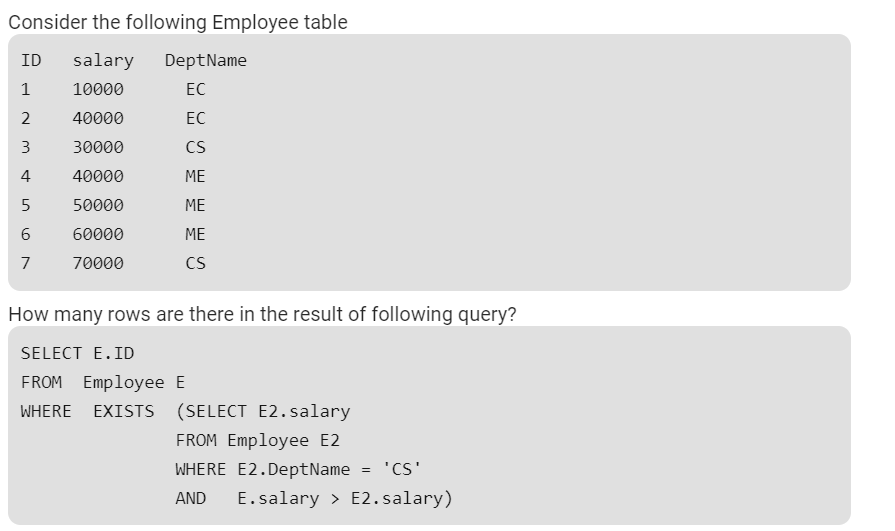 Consider the following Employee table
ID salary DeptName
1 10000 EC
2 40000 EC
3 30000 CS
4 40000 ME
5 50000 ME
6 60000 ME
7 70000 CS
How many rows are there in the result of following query?
SELECT E.ID
FROM Employee E
WHERE EXISTS (SELECT E2.salary
FROM Employee E2
WHERE E2.DeptName = 'CS'
AND E.salary > E2.salary)